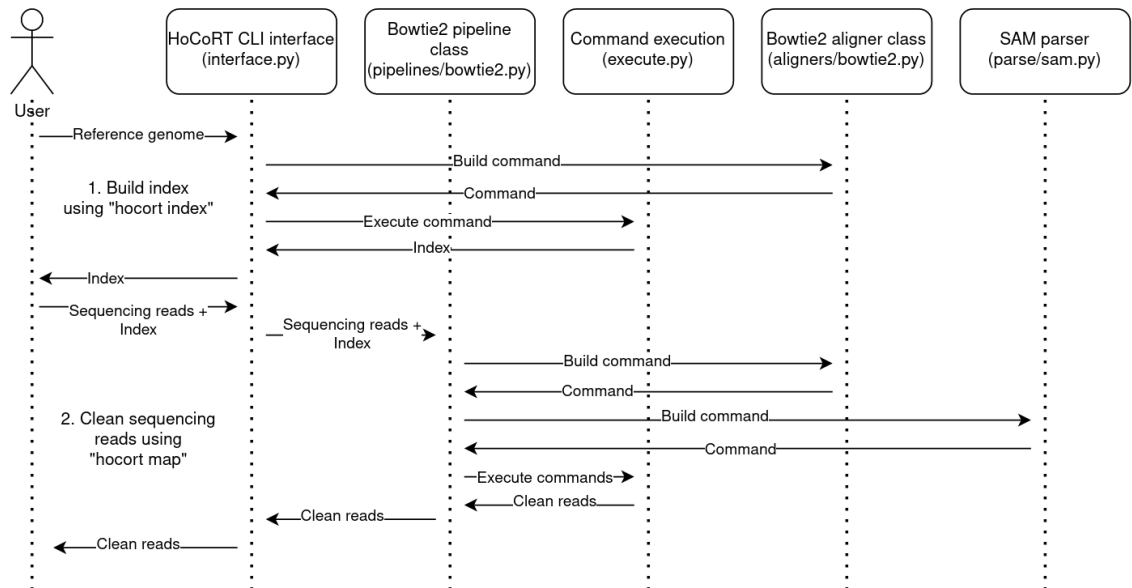 HoCoRT CLI interface
(interface.py)
Bowtie2 pipeline
class
(pipelines/bowtie2.py)
Command execution
(execute.py)
Bowtie2 aligner class
(aligners/bowtie2.py)
SAM parser
(parse/sam.py)
User
Reference genome
Build command
1. Build index
using "hocort index"
Command
Execute command
Index
Index
Sequencing reads +
Index
Sequencing reads +
Index
Build command
Command
2. Clean sequencing
reads using
"hocort map"
Build command
Command
Execute commands
Clean reads
Clean reads
Clean reads